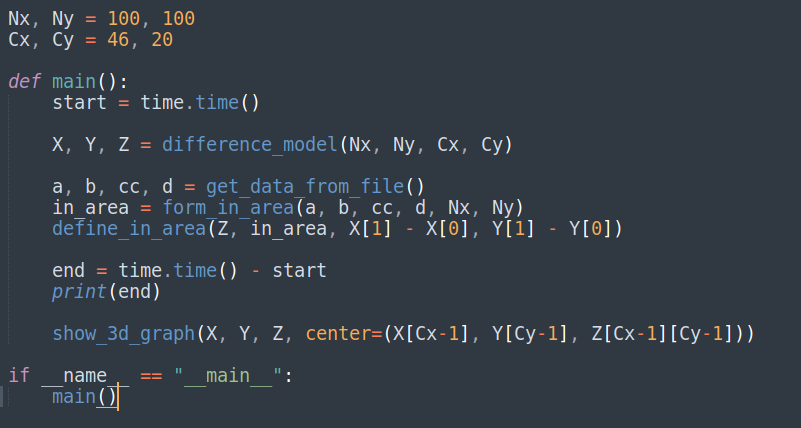 Nx, Ny = 100, 100
Cx, Cy = 46, 20
def main():
start = time.time()
X, Y, Z = difference_model(Nx, Ny, Cx, Cy)
a, b, cc, d = get_data_from_file()
in_area = form_in_area(a, b, cc, d, Nx, Ny)
define_in_area(Z, in_area, X[1] - X[0], Y[1] - Y[0])
end = time.time() - start
print(end)
show_3d_graph(X, Y, Z, center=(X[Cx-1], Y[Cy-1], Z[Cx-1][Cy-1]))
if __name__ == "__main__":
main()